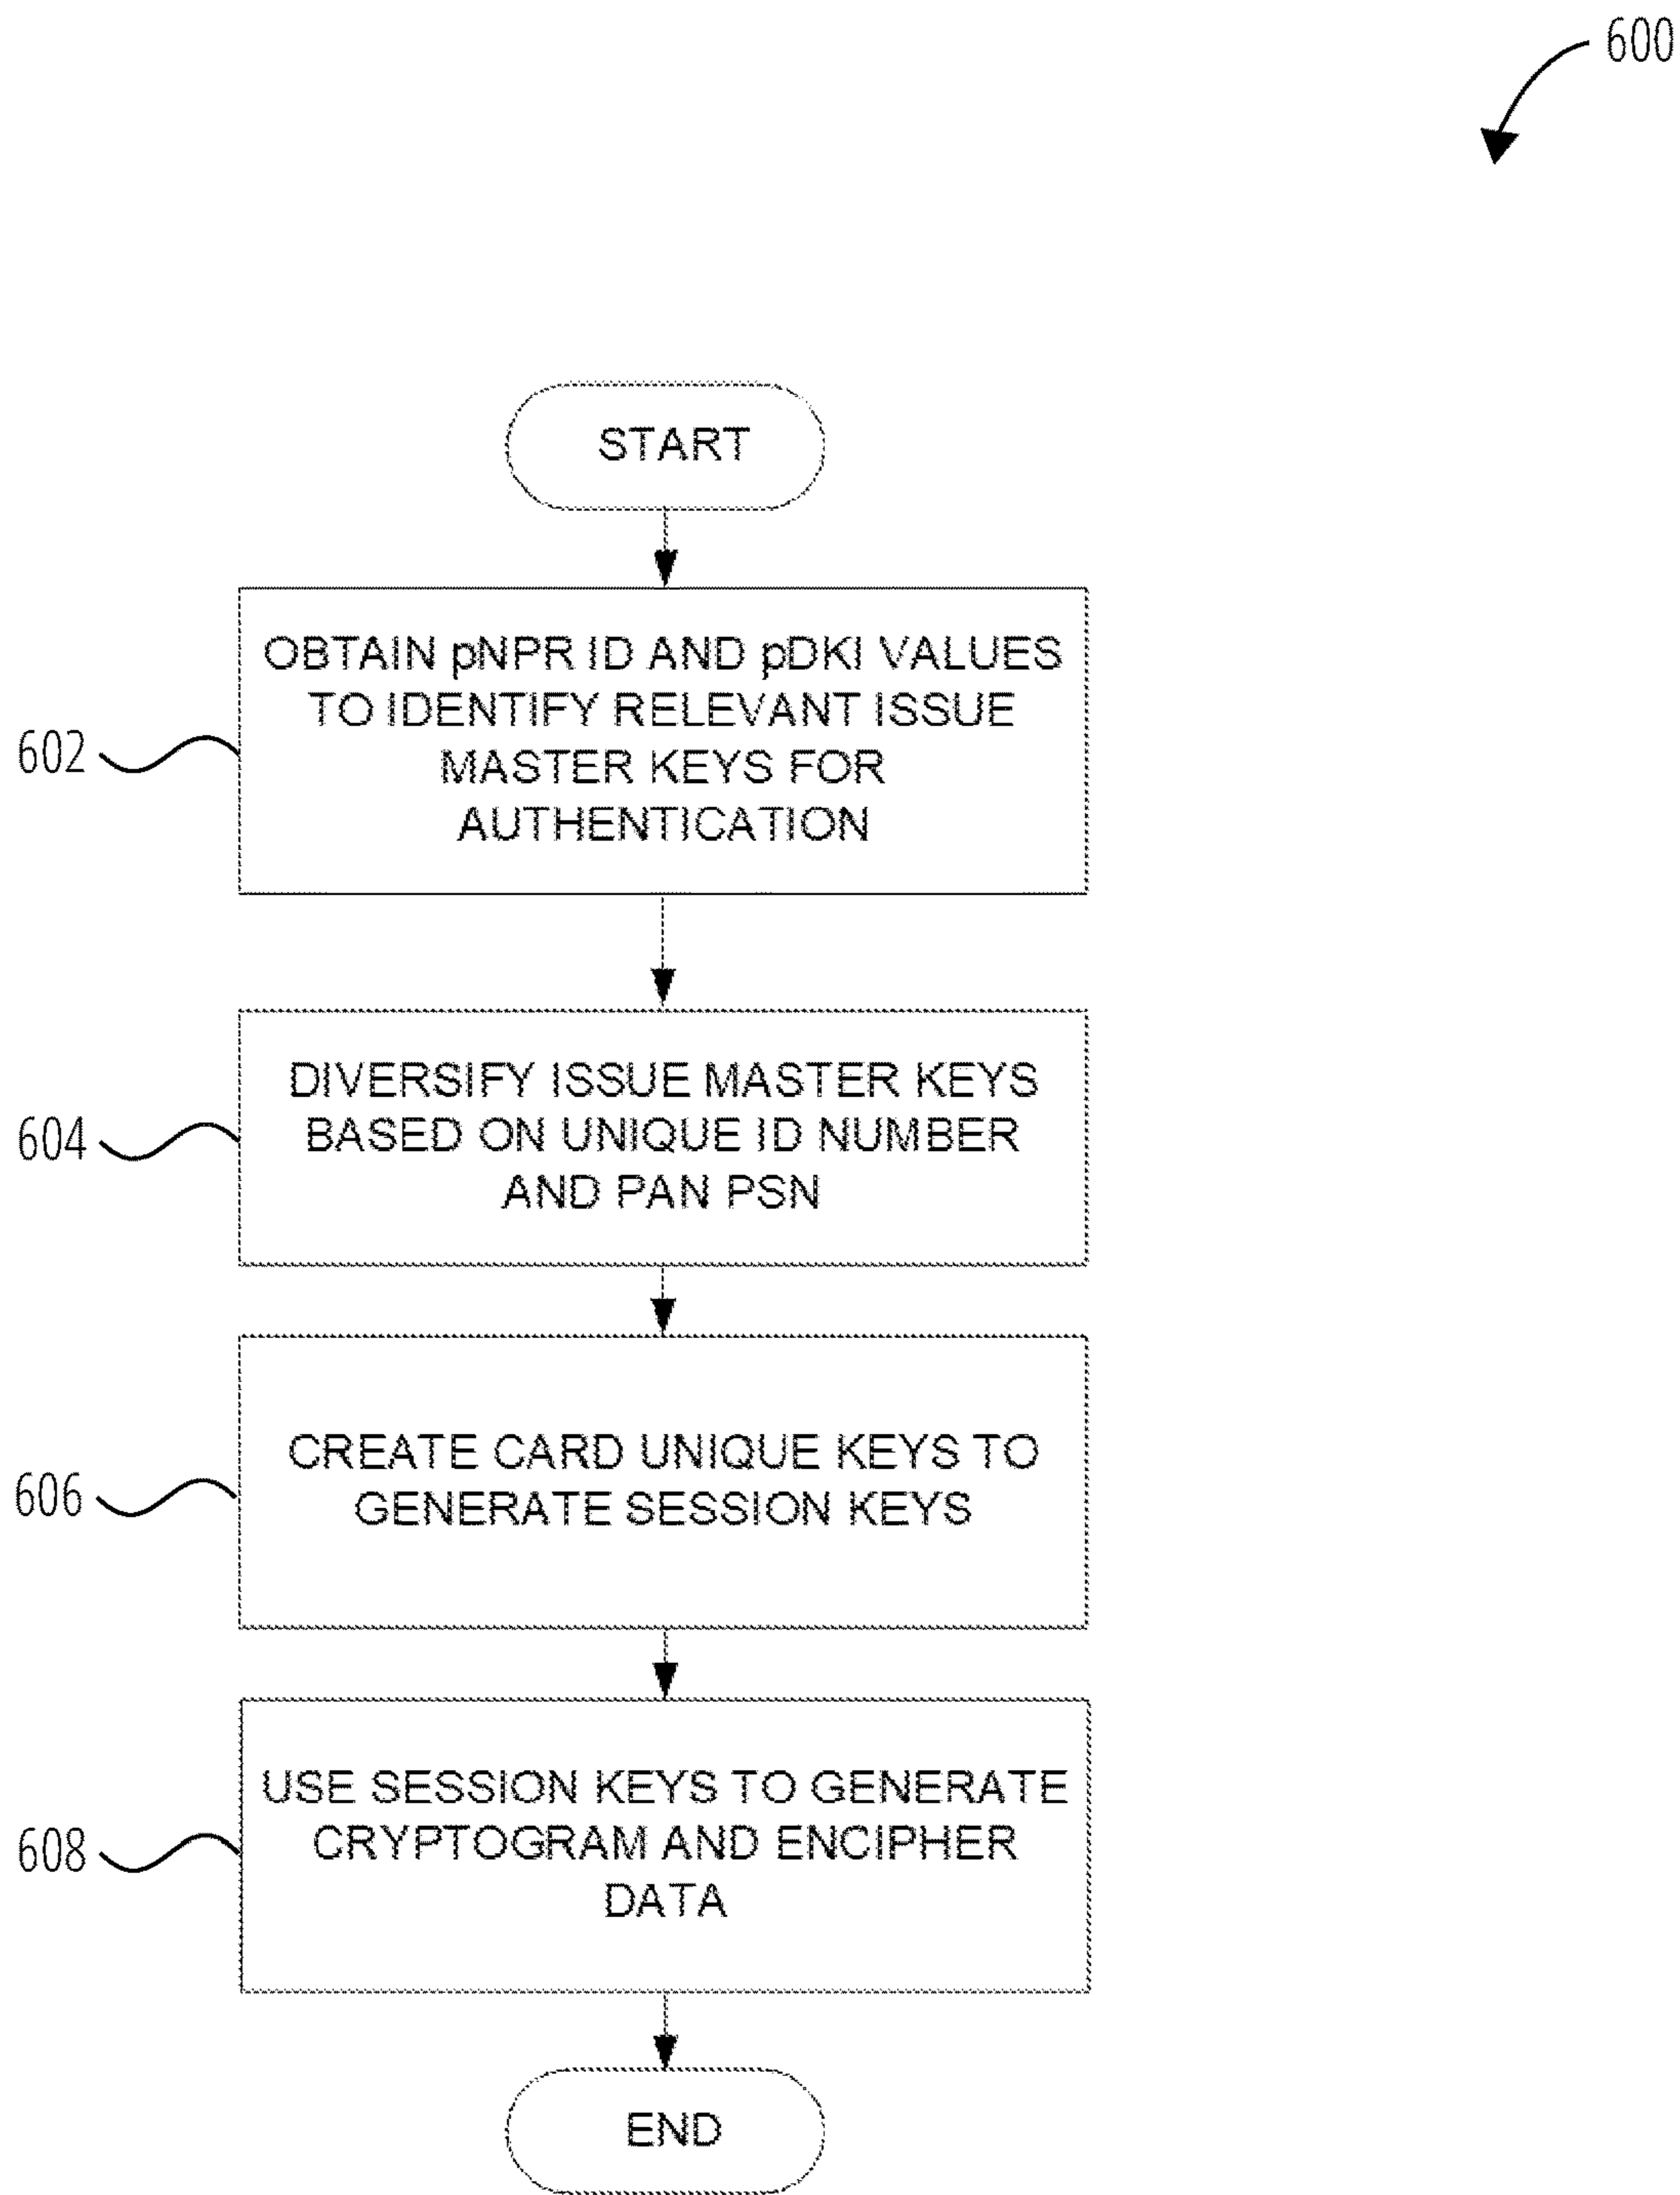 600
START
OBTAIN pNPR ID AND pDKI VALUES
TO IDENTIFY RELEVANT ISSUE
MASTER KEYS FOR
AUTHENTICATION
602
DIVERSIFY ISSUE MASTER KEYS
BASED ON UNIQUE ID NUMBER
AND PAN PSN
604
CREATE CARD UNIQUE KEYS TO
GENERATE SESSION KEYS
606
USE SESSION KEYS TO GENERATE
CRYPTOGRAM AND ENCIPHER
DATA
608
END